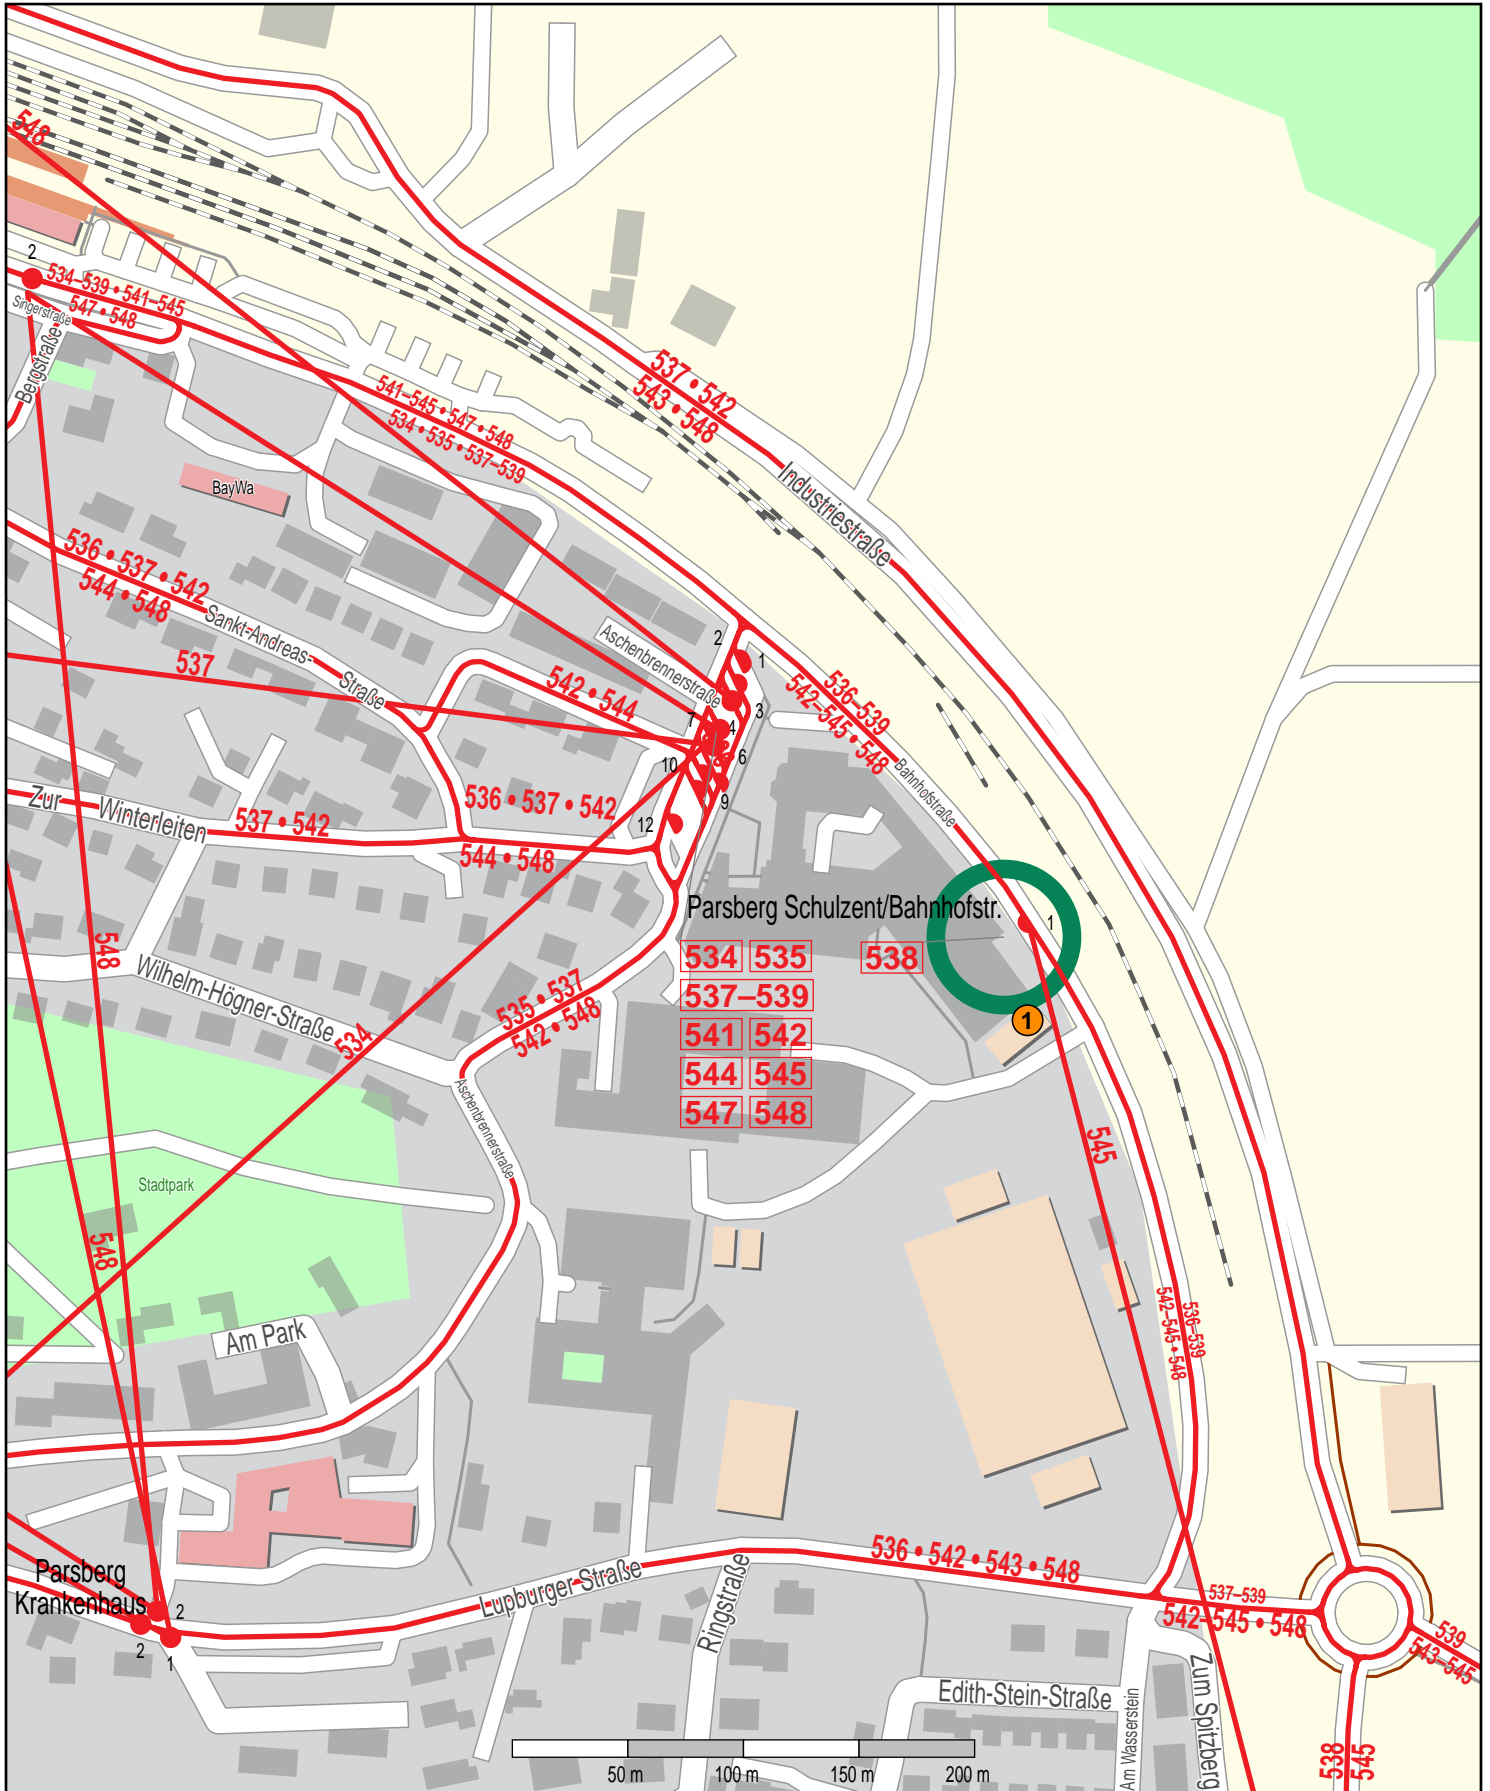 548
2
534–539 • 541–545
547 • 548
Singerstraße
Bergstraße
541–545 • 547 • 548
534 • 535 • 537–539
537 • 542
543 • 548
Industriestraße
BayWa
536 • 537 • 542
544 • 548
Sankt-Andreas-
Straße
537
542 • 544
Aschenbrennerstraße
2
1
3
7
4
6
10
9
12
536–539
542–545 • 548
Bahnhofstraße
Zur Winterleiten
537 • 542
536 • 537 • 542
544 • 548
Parsberg Schulzent/Bahnhofstr.
1
534 535 538
537–539
541 542
544 545
547 548
1
548
Wilhelm-Högner-Straße
535 • 537
542 • 548
534
Aschenbrennerstraße
545
Stadtpark
548
Am Park
536–539
542–545 • 548
Parsberg
Krankenhaus
2
2
1
Lupburger Straße
Ringstraße
536 • 542 • 543 • 548
537–539
542–545 • 548
539
543–545
Edith-Stein-Straße
Am Wasserstein
Zum Spitzberg
538
545
50 m 100 m 150 m 200 m